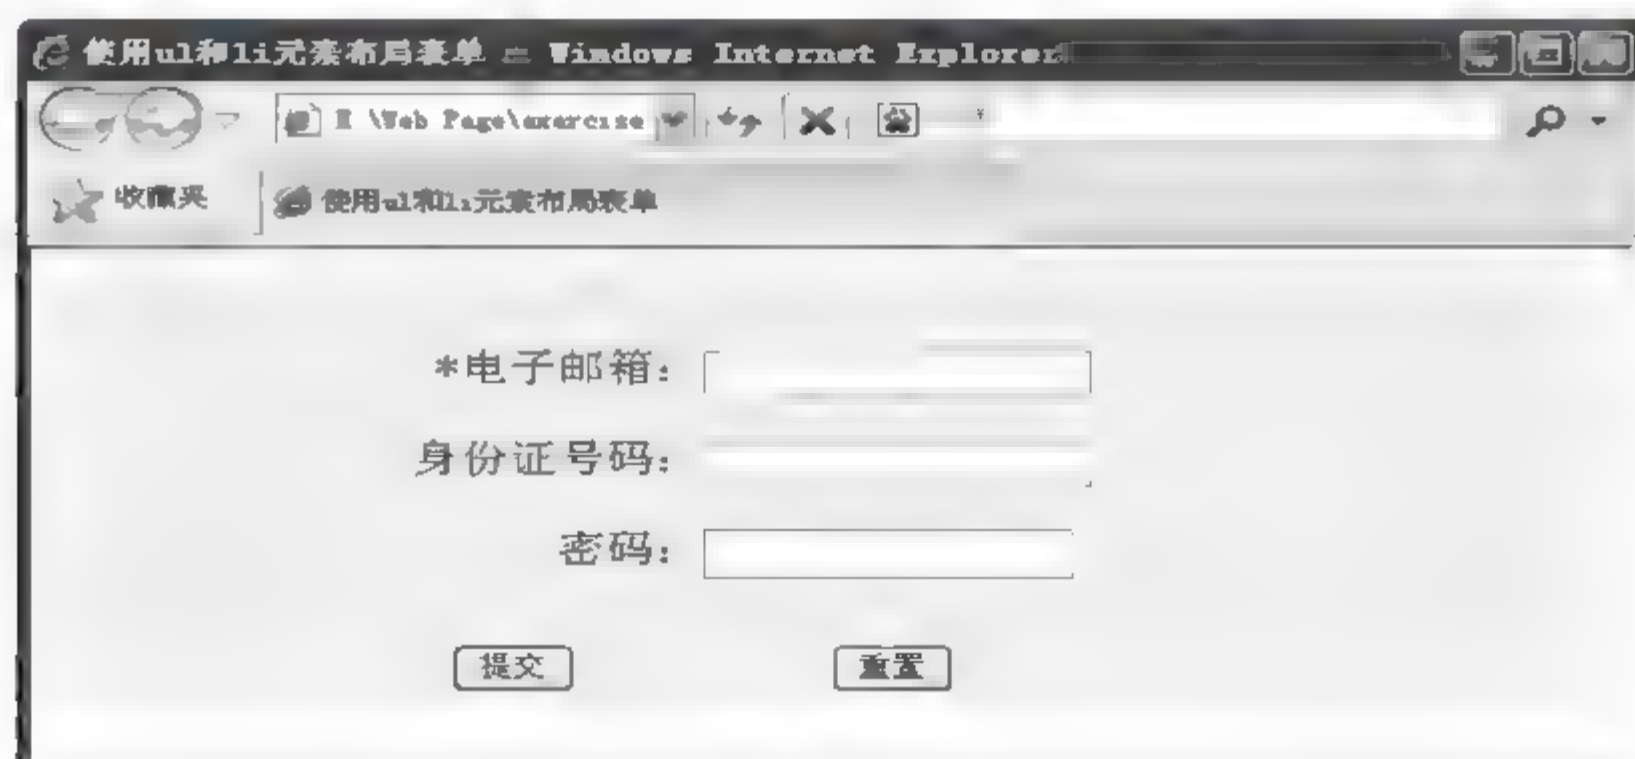 使用ul和li元素布局表单 - Windows Internet Explorer
E \Web Page\exercise
收藏夹
使用ul和li元素布局表单
*电子邮箱:
身份证号码:
密码:
提交 重置